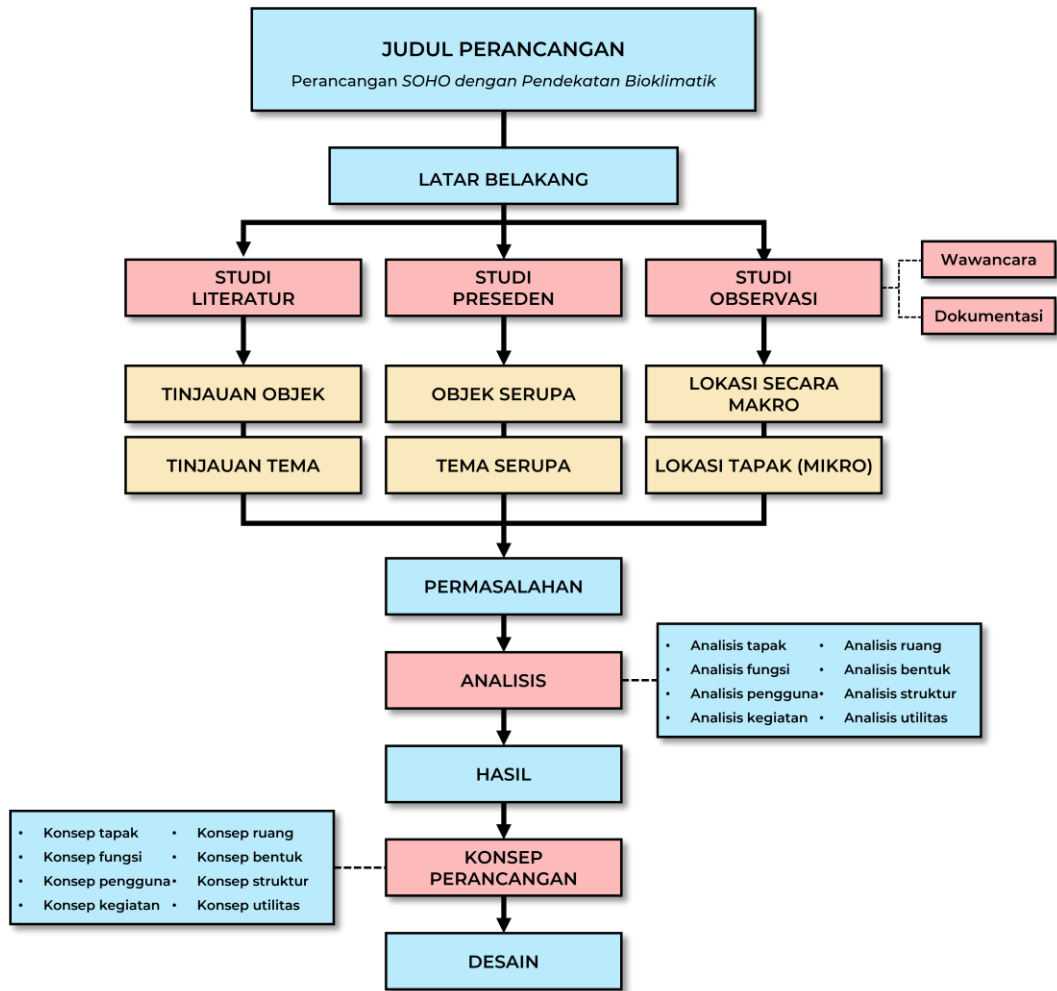 JUDUL PERANCANGAN
Perancangan SOHO dengan Pendekatan Bioklimatik
LATAR BELAKANG
STUDI
LITERATUR
STUDI
PRESEDEN
STUDI
OBSERVASI
Wawancara
Dokumentasi
TINJAUAN OBJEK
OBJEK SERUPA
LOKASI SECARA
MAKRO
TINJAUAN TEMA
TEMA SERUPA
LOKASI TAPAK (MIKRO)
PERMASALAHAN
ANALISIS
• Analisis tapak
• Analisis fungsi
• Analisis pengguna
• Analisis kegiatan
• Analisis ruang
• Analisis bentuk
• Analisis struktur
• Analisis utilitas
HASIL
KONSEP
PERANCANGAN
• Konsep tapak
• Konsep fungsi
• Konsep pengguna
• Konsep kegiatan
• Konsep ruang
• Konsep bentuk
• Konsep struktur
• Konsep utilitas
DESAIN